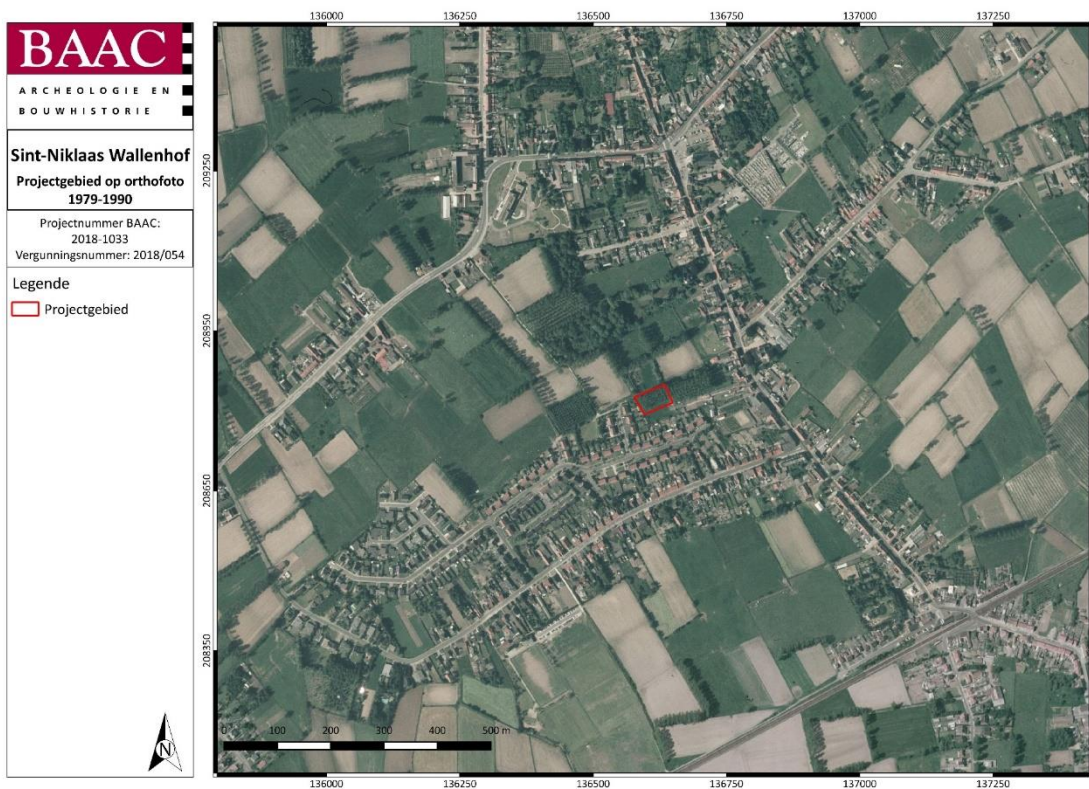 BAAC
ARCHEOLOGIE EN
BOUWHISTORIE
Sint-Niklaas Wallenhof
Projectgebied op orthofoto
1979-1990
Projectnummer BAAC:
2018-1033
Vergunningsnummer: 2018/054
Legende
Projectgebied
N
136000 136250 136500 136750 137000 137250
209250
208950
208650
208350
0 100 200 300 400 500 m
136000 136250 136500 136750 137000 137250